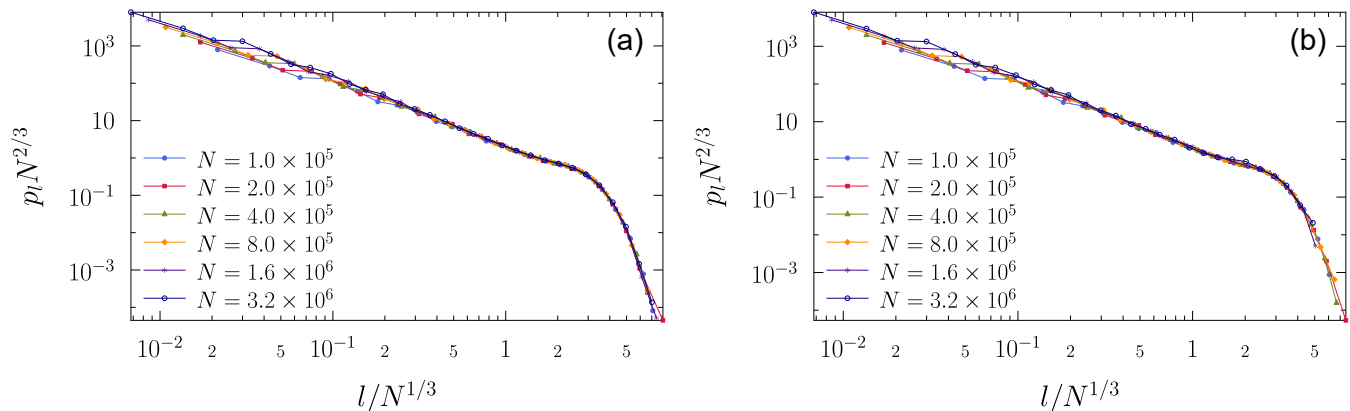 (a)
p_l N^{2/3}
10^3
10
10^{-1}
10^{-3}
N = 1.0 × 10^5
N = 2.0 × 10^5
N = 4.0 × 10^5
N = 8.0 × 10^5
N = 1.6 × 10^6
N = 3.2 × 10^6
10^{-2} 2 5 10^{-1} 2 5 1 2 5
l/N^{1/3}
(b)
p_l N^{2/3}
10^3
10
10^{-1}
10^{-3}
N = 1.0 × 10^5
N = 2.0 × 10^5
N = 4.0 × 10^5
N = 8.0 × 10^5
N = 1.6 × 10^6
N = 3.2 × 10^6
10^{-2} 2 5 10^{-1} 2 5 1 2 5
l/N^{1/3}